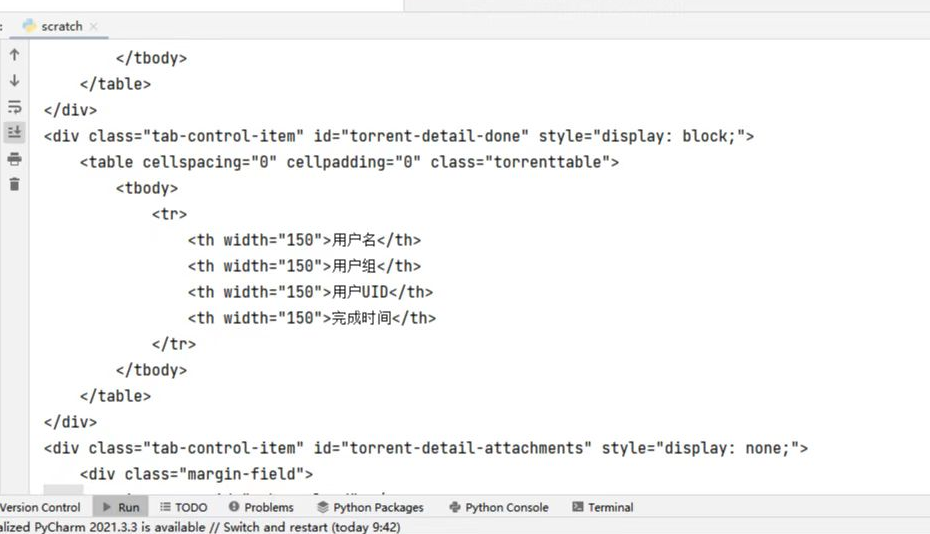 scratch
</tbody>
</table>
</div>
<div class="tab-control-item" id="torrent-detail-done" style="display: block;">
<table cellspacing="0" cellpadding="0" class="torrenttable">
<tbody>
<tr>
<th width="150">用户名</th>
<th width="150">用户组</th>
<th width="150">用户UID</th>
<th width="150">完成时间</th>
</tr>
</tbody>
</table>
</div>
<div class="tab-control-item" id="torrent-detail-attachments" style="display: none;">
<div class="margin-field">
Version Control Run TODO Problems Python Packages Python Console Terminal
alized PyCharm 2021.3.3 is available // Switch and restart (today 9:42)